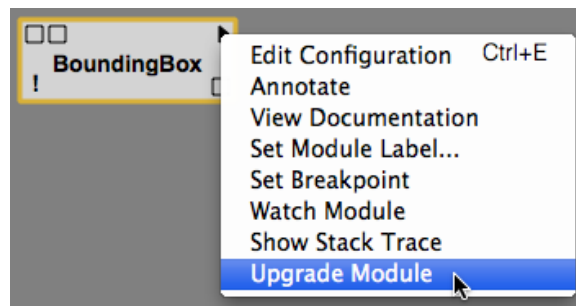 BoundingBox
!
Edit Configuration Ctrl+E
Annotate
View Documentation
Set Module Label...
Set Breakpoint
Watch Module
Show Stack Trace
Upgrade Module